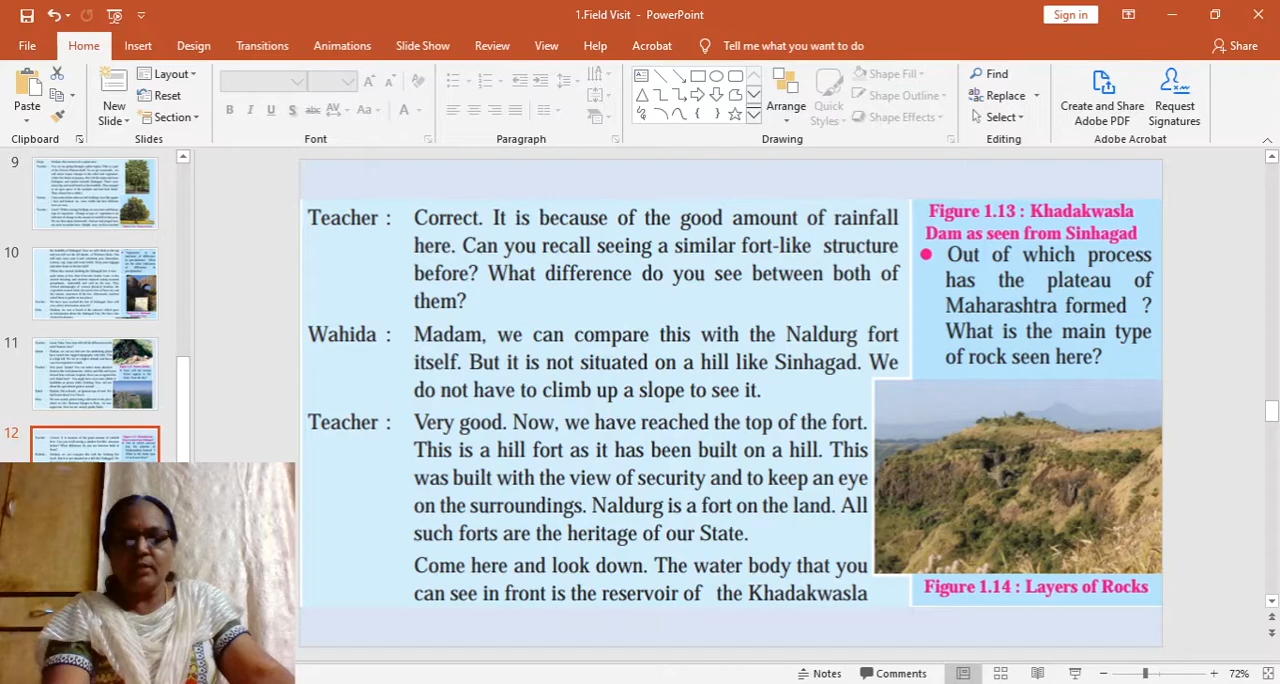 1.Field Visit - PowerPoint
Sign in
File Home Insert Design Transitions Animations Slide Show Review View Help Acrobat Tell me what you want to do Share
Paste
New Slide
Layout
Reset
Section
Arrange
Quick Styles
Shape Fill
Shape Outline
Shape Effects
Find
Replace
Select
Create and Share Adobe PDF
Request Signatures
Clipboard Slides Font Paragraph Drawing Editing Adobe Acrobat
9
10
11
12
Teacher : Correct. It is because of the good amount of rainfall
here. Can you recall seeing a similar fort-like structure
before? What difference do you see between both of
them?
Wahida : Madam, we can compare this with the Naldurg fort
itself. But it is not situated on a hill like Sinhagad. We
do not have to climb up a slope to see it.
Teacher : Very good. Now, we have reached the top of the fort.
This is a hill fort as it has been built on a hill. This
was built with the view of security and to keep an eye
on the surroundings. Naldurg is a fort on the land. All
such forts are the heritage of our State.
Come here and look down. The water body that you
can see in front is the reservoir of the Khadakwasla
Figure 1.13 : Khadakwasla
Dam as seen from Sinhagad
Out of which process
has the plateau of
Maharashtra formed ?
What is the main type
of rock seen here?
Figure 1.14 : Layers of Rocks
Notes Comments 72%